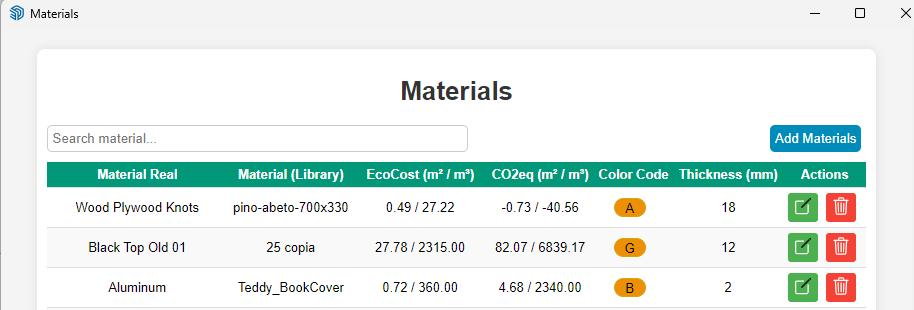 Materials
Materials
Search material...
Add Materials
Material Real Material (Library) EcoCost (m² / m³) CO2eq (m² / m³) Color Code Thickness (mm) Actions
Wood Plywood Knots pino-abeto-700x330 0.49 / 27.22 -0.73 / -40.56 A 18
Black Top Old 01 25 copia 27.78 / 2315.00 82.07 / 6839.17 G 12
Aluminum Teddy_BookCover 0.72 / 360.00 4.68 / 2340.00 B 2